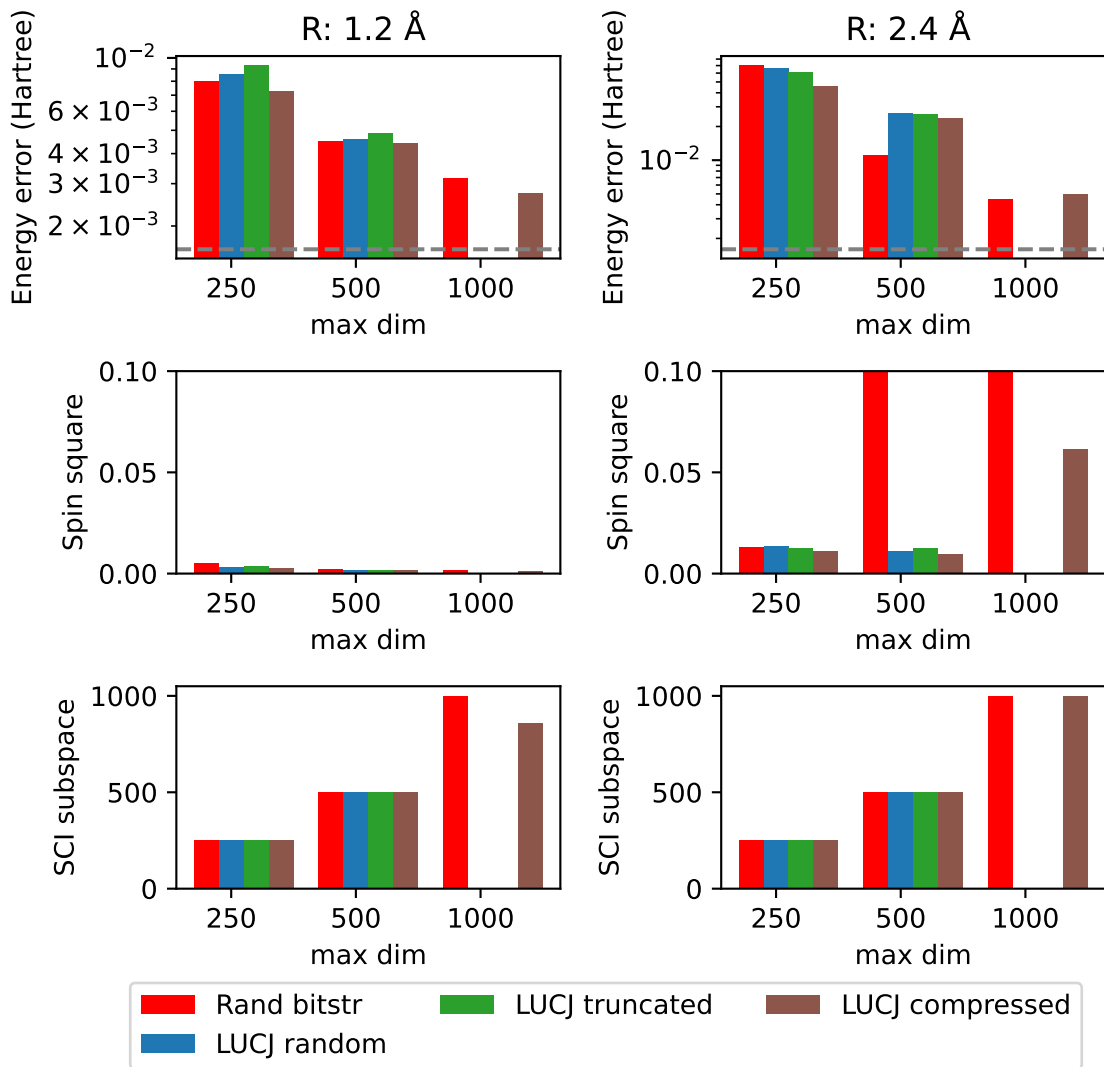 R: 1.2 Å
Energy error (Hartree)
10⁻²
6 × 10⁻³
4 × 10⁻³
3 × 10⁻³
2 × 10⁻³
250 500 1000
max dim
R: 2.4 Å
Energy error (Hartree)
10⁻²
250 500 1000
max dim
Spin square
0.10
0.05
0.00
250 500 1000
max dim
Spin square
0.10
0.05
0.00
250 500 1000
max dim
SCI subspace
1000
500
0
250 500 1000
max dim
SCI subspace
1000
500
0
250 500 1000
max dim
Rand bitstr
LUCJ random
LUCJ truncated
LUCJ compressed